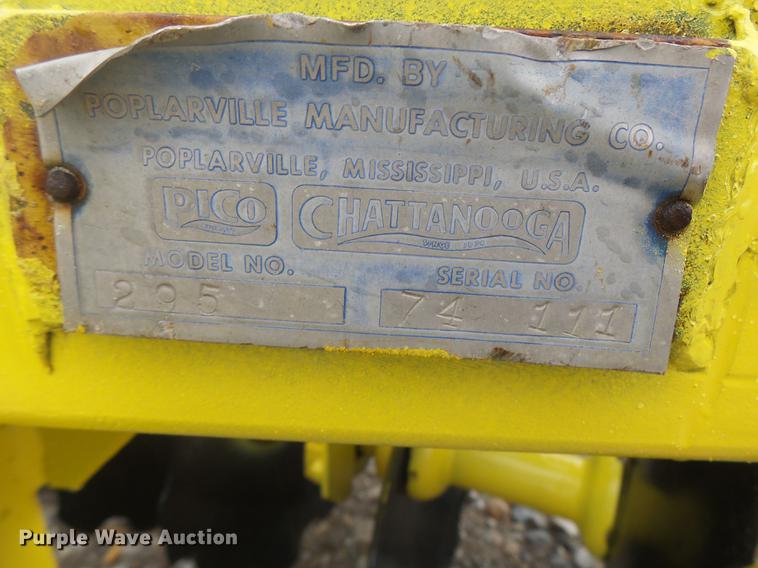 MFD. BY
POPLARVILLE MANUFACTURING CO.
POPLARVILLE, MISSISSIPPI, U.S.A.
PICO CHATTANOOGA
MODEL NO. SERIAL NO.
295 74 111
Purple Wave Auction